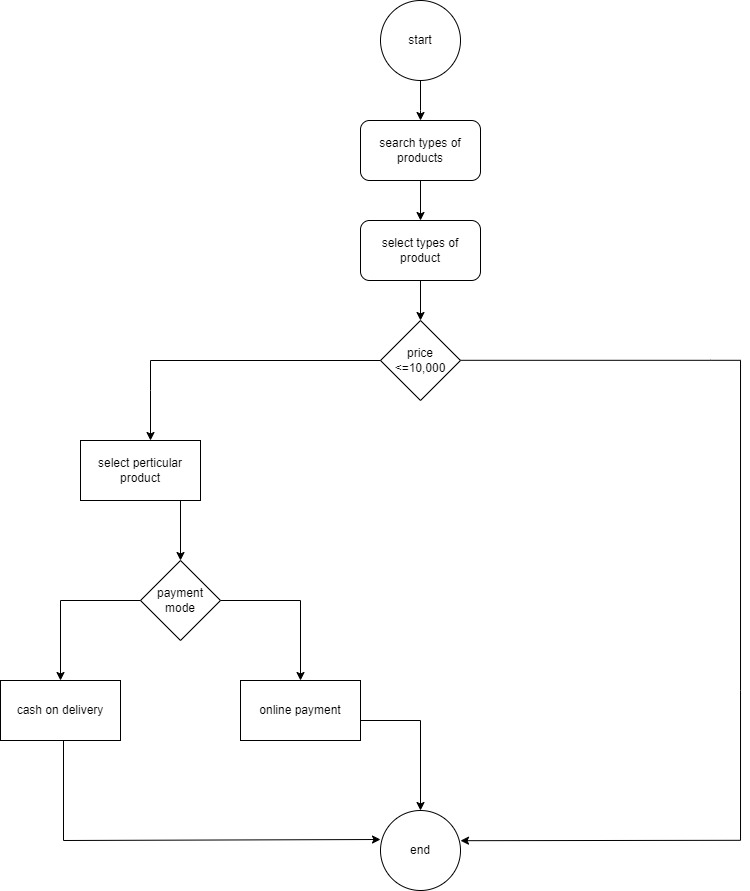 start
search types of
products
select types of
product
price
<=10,000
select perticular
product
payment
mode
cash on delivery
online payment
end